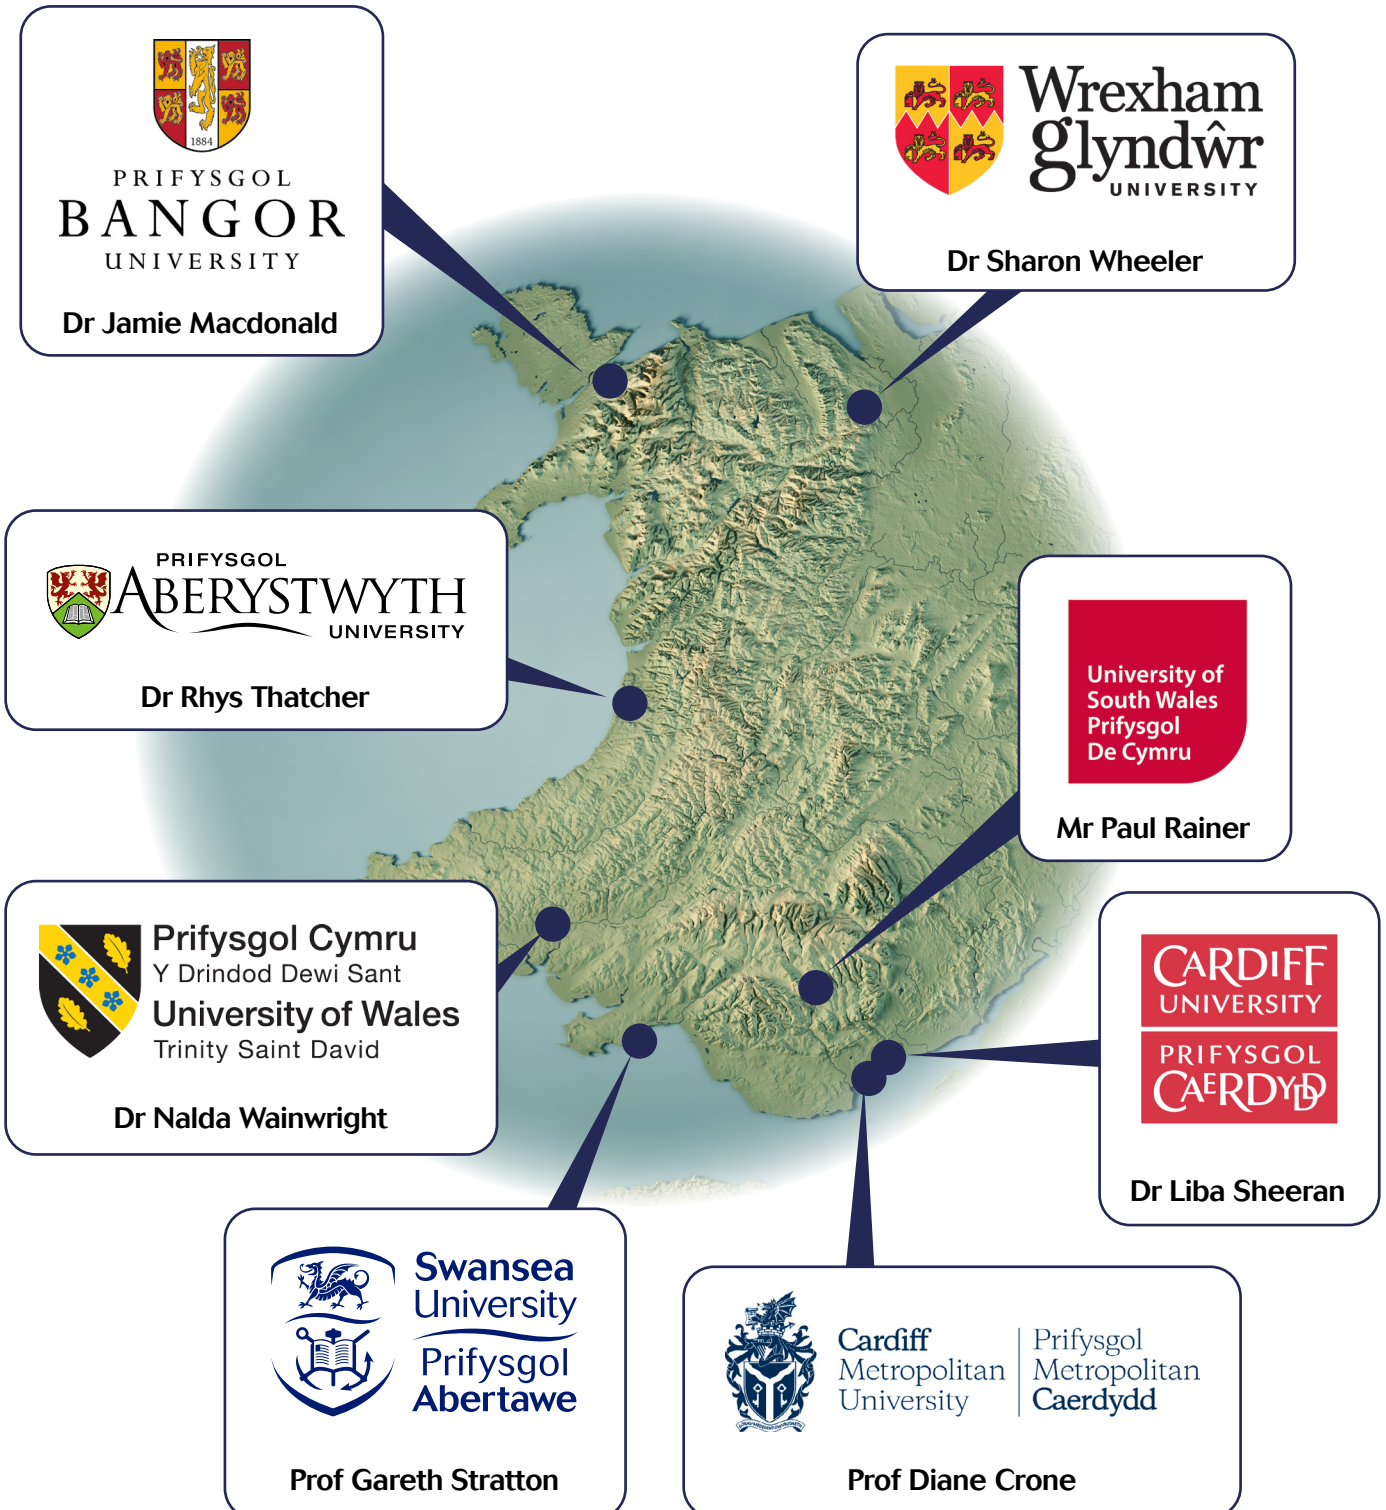 1884
PRIFYSGOL
BANGOR
UNIVERSITY
Dr Jamie Macdonald
Wrexham
glyndŵr
UNIVERSITY
Dr Sharon Wheeler
PRIFYSGOL
ABERYSTWYTH
UNIVERSITY
Dr Rhys Thatcher
University of
South Wales
Prifysgol
De Cymru
Mr Paul Rainer
Prifysgol Cymru
Y Drindod Dewi Sant
University of Wales
Trinity Saint David
Dr Nalda Wainwright
CARDIFF
UNIVERSITY
PRIFYSGOL
CAERDYDD
Dr Liba Sheeran
Swansea
University
Prifysgol
Abertawe
Prof Gareth Stratton
Cardiff
Metropolitan
University
Prifysgol
Metropolitan
Caerdydd
Prof Diane Crone